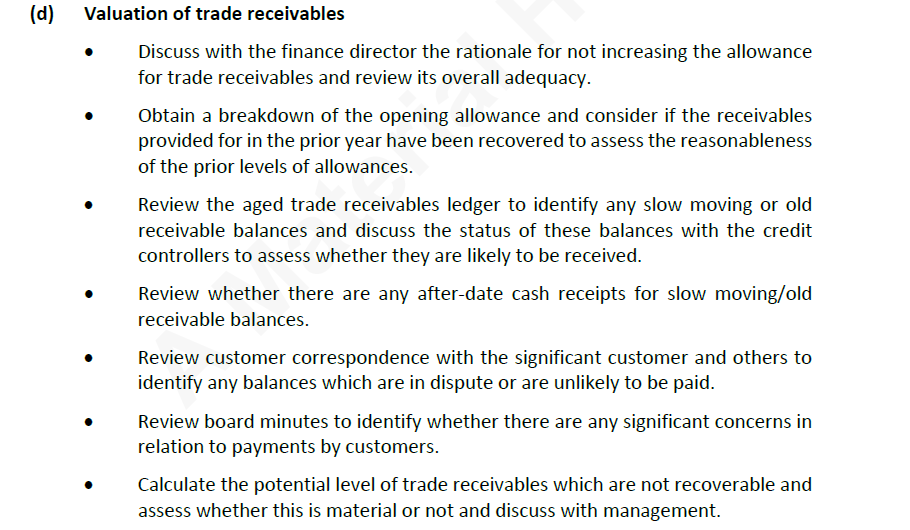 (d) Valuation of trade receivables
• Discuss with the finance director the rationale for not increasing the allowance
for trade receivables and review its overall adequacy.
• Obtain a breakdown of the opening allowance and consider if the receivables
provided for in the prior year have been recovered to assess the reasonableness
of the prior levels of allowances.
• Review the aged trade receivables ledger to identify any slow moving or old
receivable balances and discuss the status of these balances with the credit
controllers to assess whether they are likely to be received.
• Review whether there are any after-date cash receipts for slow moving/old
receivable balances.
• Review customer correspondence with the significant customer and others to
identify any balances which are in dispute or are unlikely to be paid.
• Review board minutes to identify whether there are any significant concerns in
relation to payments by customers.
• Calculate the potential level of trade receivables which are not recoverable and
assess whether this is material or not and discuss with management.